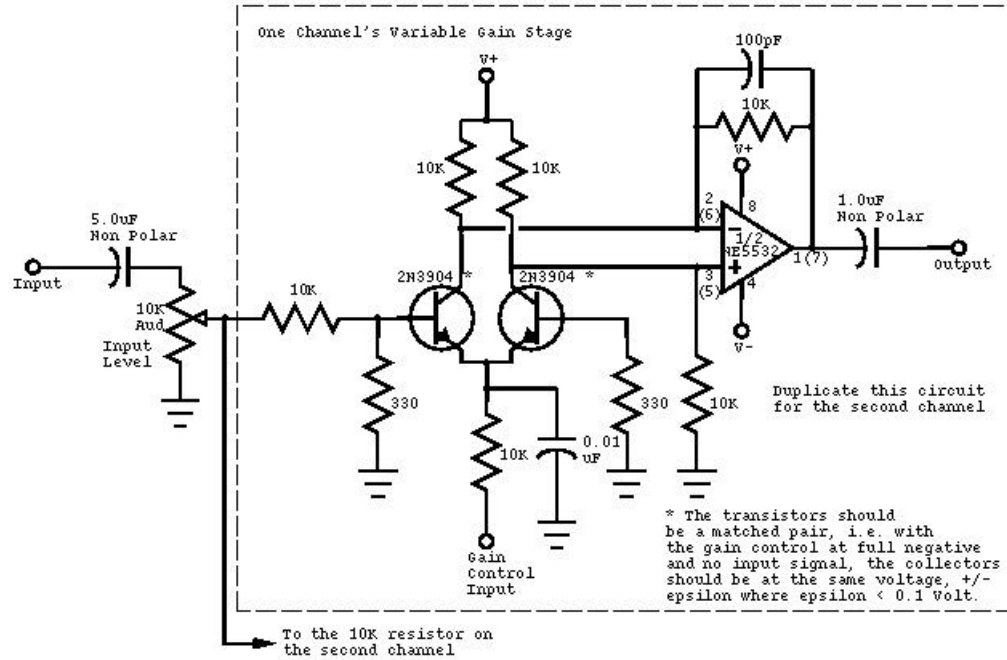 One Channel's Variable Gain Stage
100pF
V+
10K
10K
10K
V+
5.0uF
Non Polar
2
(6)
8
1.0uF
Non Polar
1/2
NE5532
Input
2N3904 *
2N3904 *
3
(5)
4
1(7)
Output
10K
Aud
Input
Level
10K
V-
330
330
10K
Duplicate this circuit
for the second channel
10K
0.01
uF
* The transistors should
be a matched pair, i.e. with
the gain control at full negative
and no input signal, the collectors
should be at the same voltage, +/-
epsilon where epsilon < 0.1 Volt.
Gain
Control
Input
To the 10K resistor on
the second channel